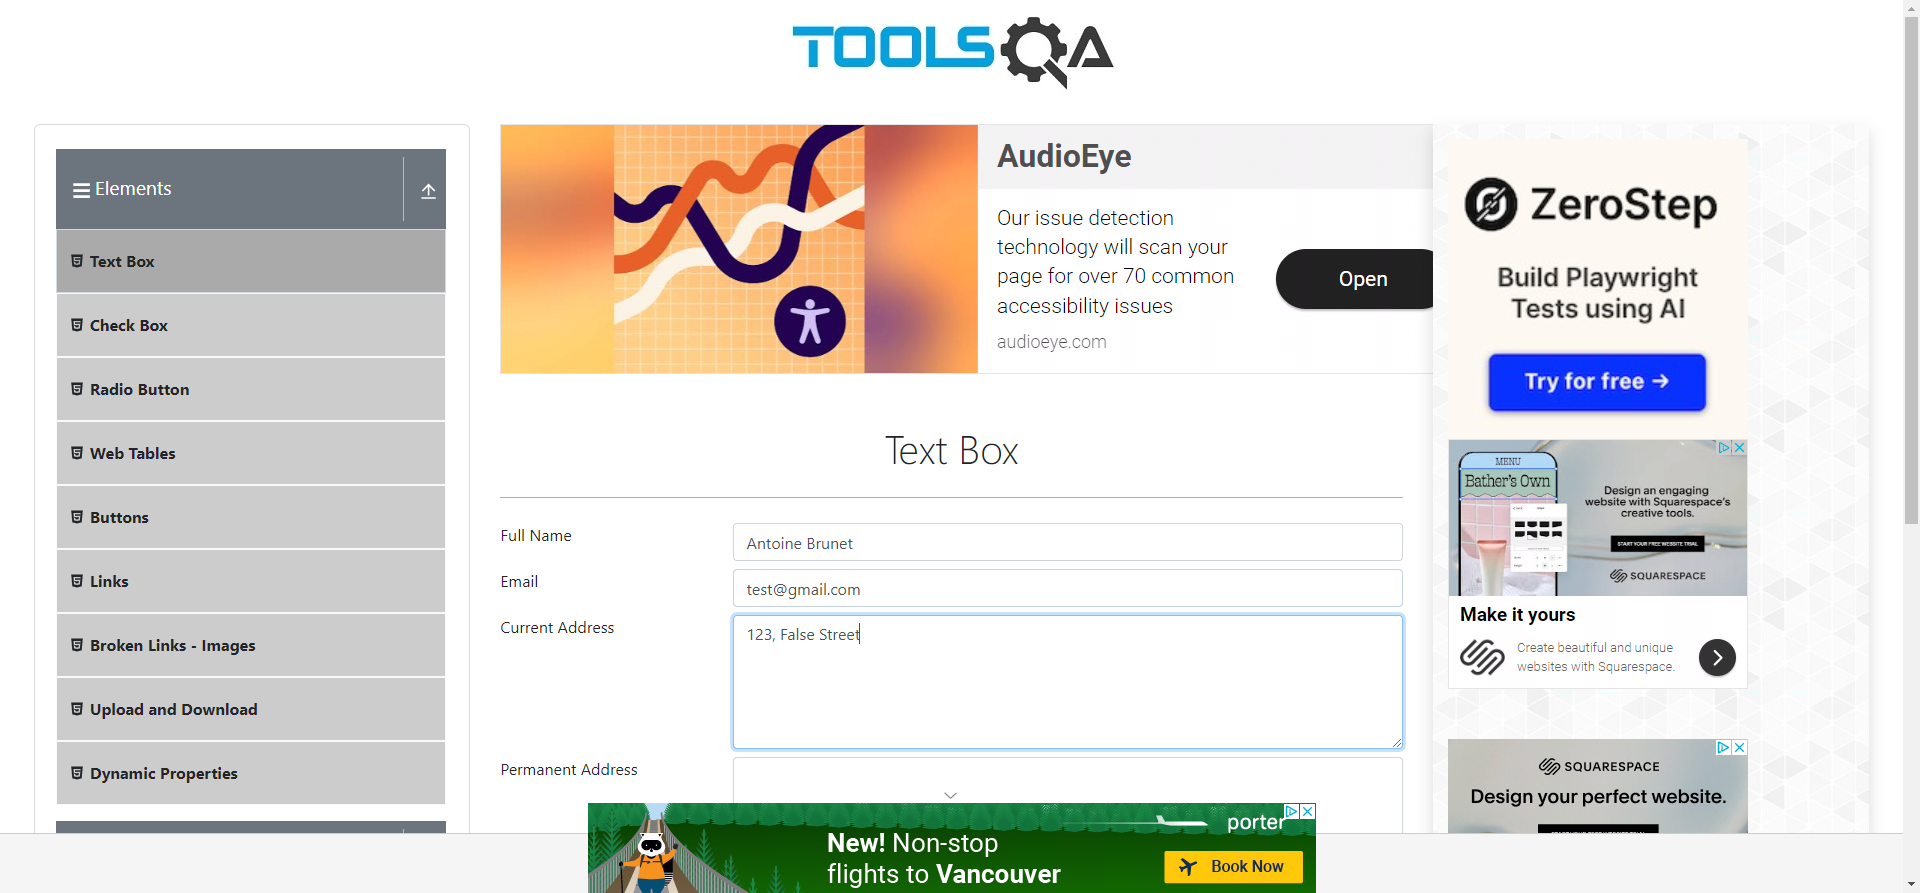 TOOLSQA
Elements
Text Box
Check Box
Radio Button
Web Tables
Buttons
Links
Broken Links - Images
Upload and Download
Dynamic Properties
AudioEye
Our issue detection
technology will scan your
page for over 70 common
accessibility issues
audioeye.com
Open
Text Box
Full Name
Antoine Brunet
Email
test@gmail.com
Current Address
123, False Street
Permanent Address
ZeroStep
Build Playwright
Tests using AI
Try for free →
MENU
Bather's Own
Design an engaging
website with Squarespace's
creative tools.
START YOUR FREE WEBSITE TRIAL
SQUARESPACE
Make it yours
Create beautiful and unique
websites with Squarespace.
SQUARESPACE
Design your perfect website.
New! Non-stop
flights to Vancouver
porter
Book Now